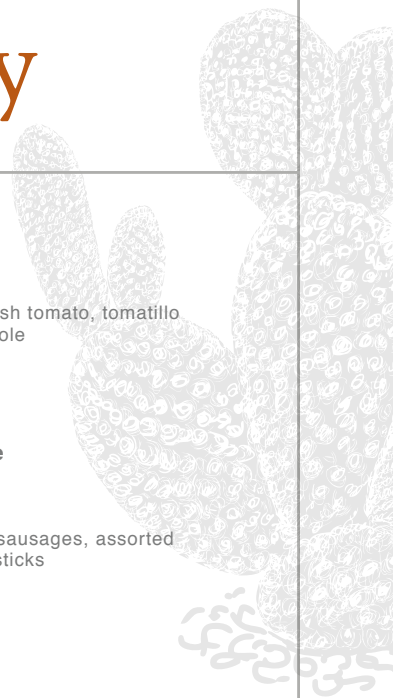 y
sh tomato, tomatillo
ole
e
sausages, assorted
sticks